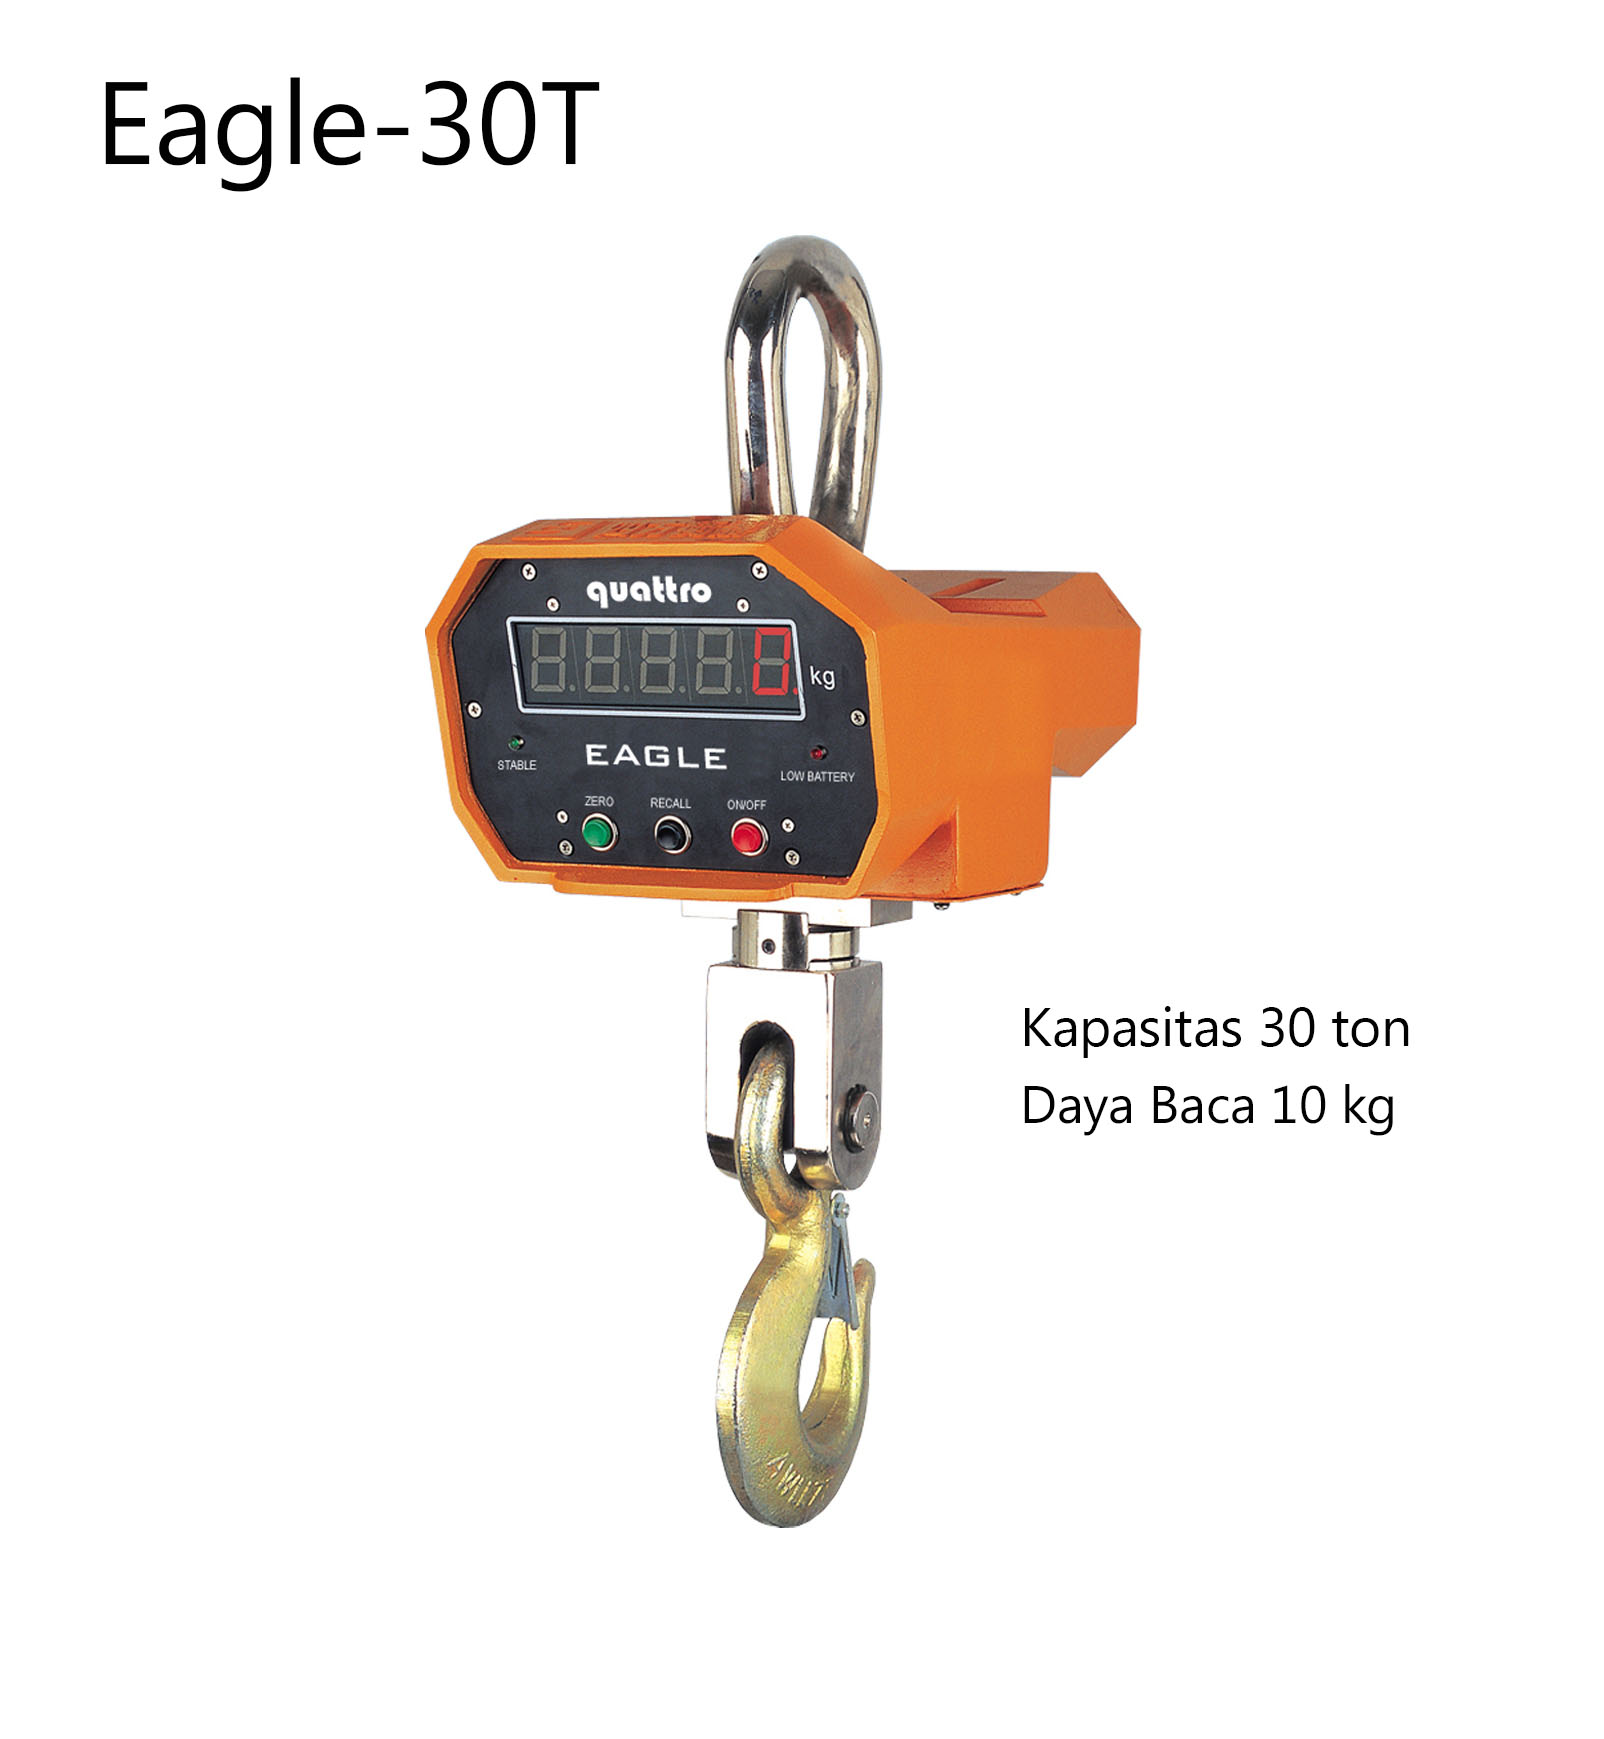 Eagle-30T
quattro
0
kg
STABLE
EAGLE
LOW BATTERY
ZERO
RECALL
ON/OFF
Kapasitas 30 ton
Daya Baca 10 kg